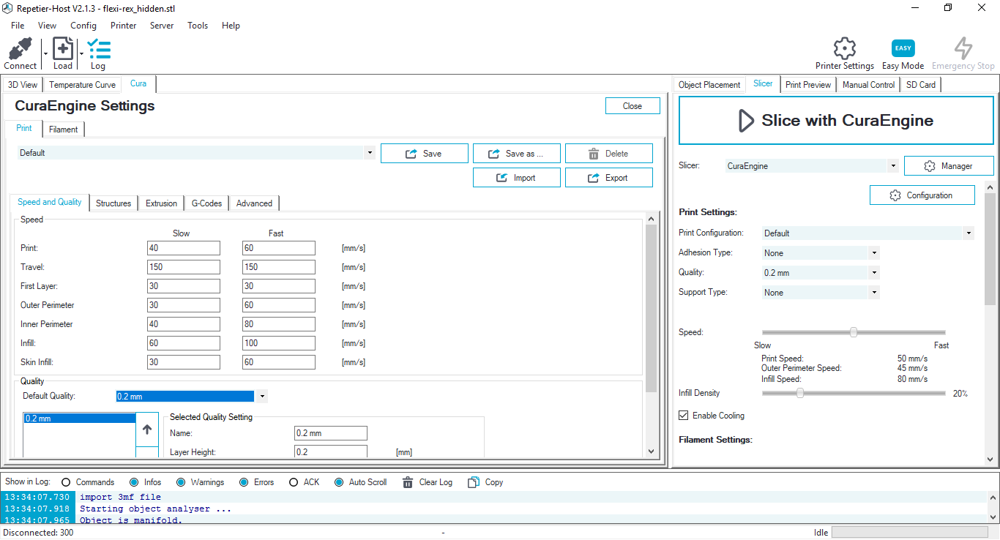 Repetier-Host V2.1.3 - flexi-rex_hidden.stl
File View Config Printer Server Tools Help
Connect Load Log Printer Settings EASY Easy Mode Emergency Stop
3D View Temperature Curve Cura
CuraEngine Settings Close
Print Filament
Default Save Save as ... Delete
Import Export
Speed and Quality Structures Extrusion G-Codes Advanced
Speed
Slow Fast
Print: 40 60 [mm/s]
Travel: 150 150 [mm/s]
First Layer: 30 30 [mm/s]
Outer Perimeter 30 60 [mm/s]
Inner Perimeter 40 80 [mm/s]
Infill: 60 100 [mm/s]
Skin Infill: 30 60 [mm/s]
Quality
Default Quality: 0.2 mm
0.2 mm
Selected Quality Setting
Name: 0.2 mm
Layer Height: 0.2 [mm]
Object Placement Slicer Print Preview Manual Control SD Card
Slice with CuraEngine
Slicer: CuraEngine Manager
Configuration
Print Settings:
Print Configuration: Default
Adhesion Type: None
Quality: 0.2 mm
Support Type: None
Speed:
Slow Fast
Print Speed: 50 mm/s
Outer Perimeter Speed: 45 mm/s
Infill Speed: 80 mm/s
Infill Density 20%
Enable Cooling
Filament Settings:
Show in Log: Commands Infos Warnings Errors ACK Auto Scroll Clear Log Copy
13:34:07.730 import 3mf file
13:34:07.918 Starting object analyser ...
13:34:07.965 Object is manifold.
Disconnected: 300 - Idle